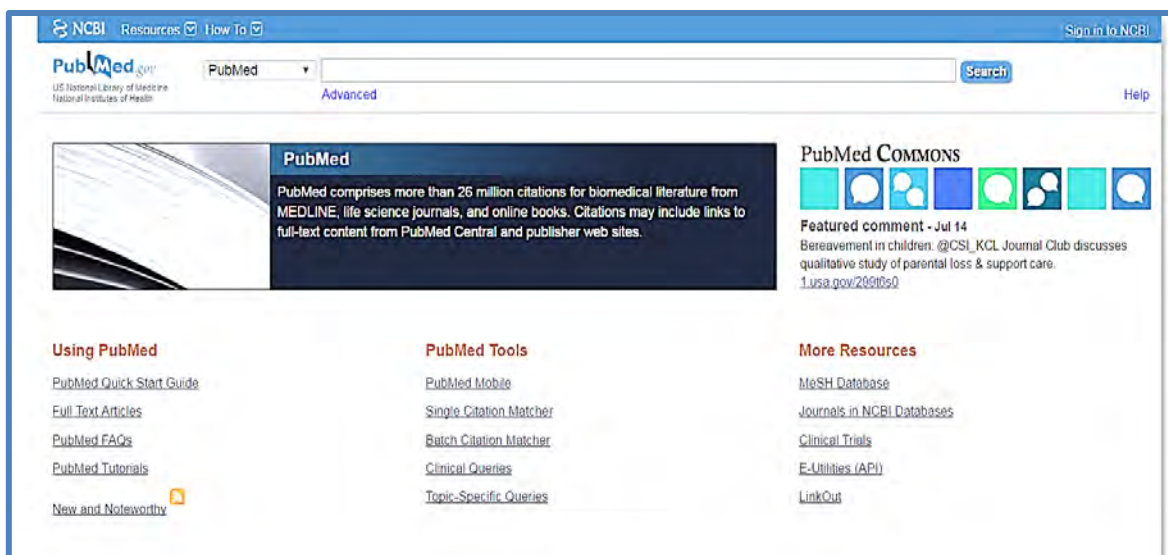 NCBI Resources How To Sign in to NCBI
PubMed.gov PubMed Search
US National Library of Medicine
National Institutes of Health
Advanced Help
PubMed
PubMed comprises more than 26 million citations for biomedical literature from
MEDLINE, life science journals, and online books. Citations may include links to
full-text content from PubMed Central and publisher web sites.
PubMed COMMONS
Featured comment - Jul 14
Bereavement in children: @CSI_KCL Journal Club discusses
qualitative study of parental loss & support care.
Using PubMed
PubMed Quick Start Guide
Full Text Articles
PubMed FAQs
PubMed Tutorials
New and Noteworthy
PubMed Tools
PubMed Mobile
Single Citation Matcher
Batch Citation Matcher
Clinical Queries
Topic-Specific Queries
More Resources
MeSH Database
Journals in NCBI Databases
Clinical Trials
E-Utilities (API)
LinkOut